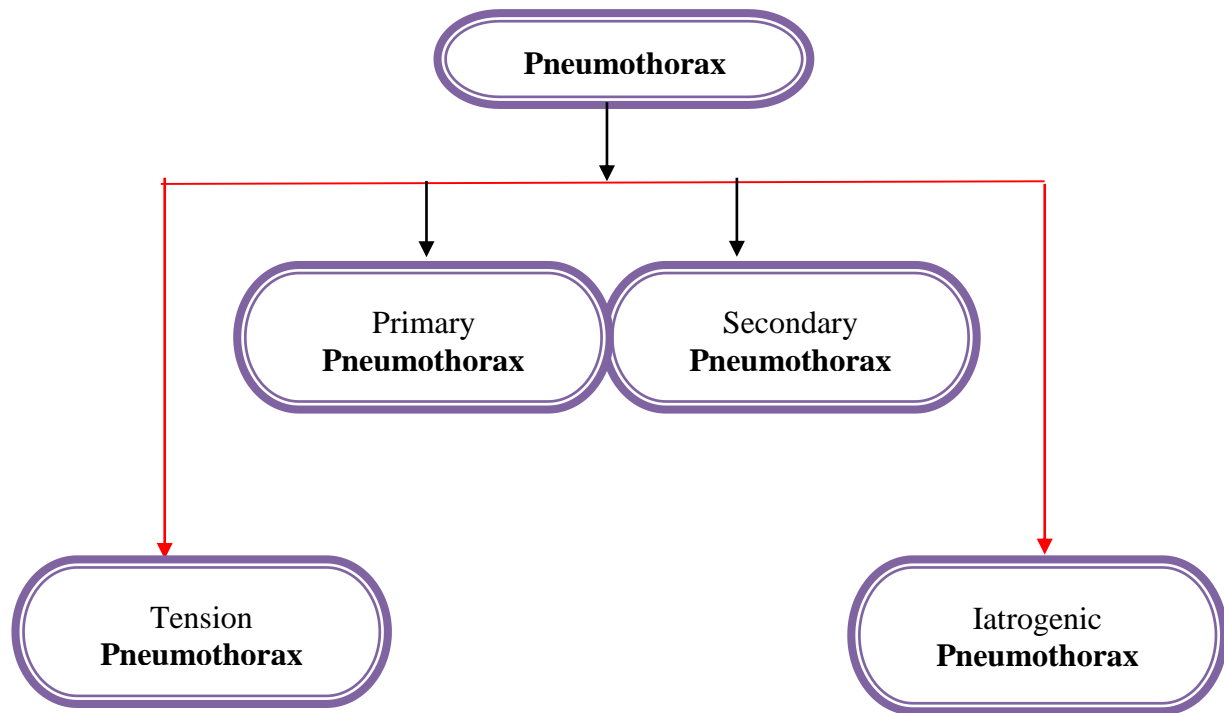 Pneumothorax
Primary
Pneumothorax
Secondary
Pneumothorax
Tension
Pneumothorax
Iatrogenic
Pneumothorax